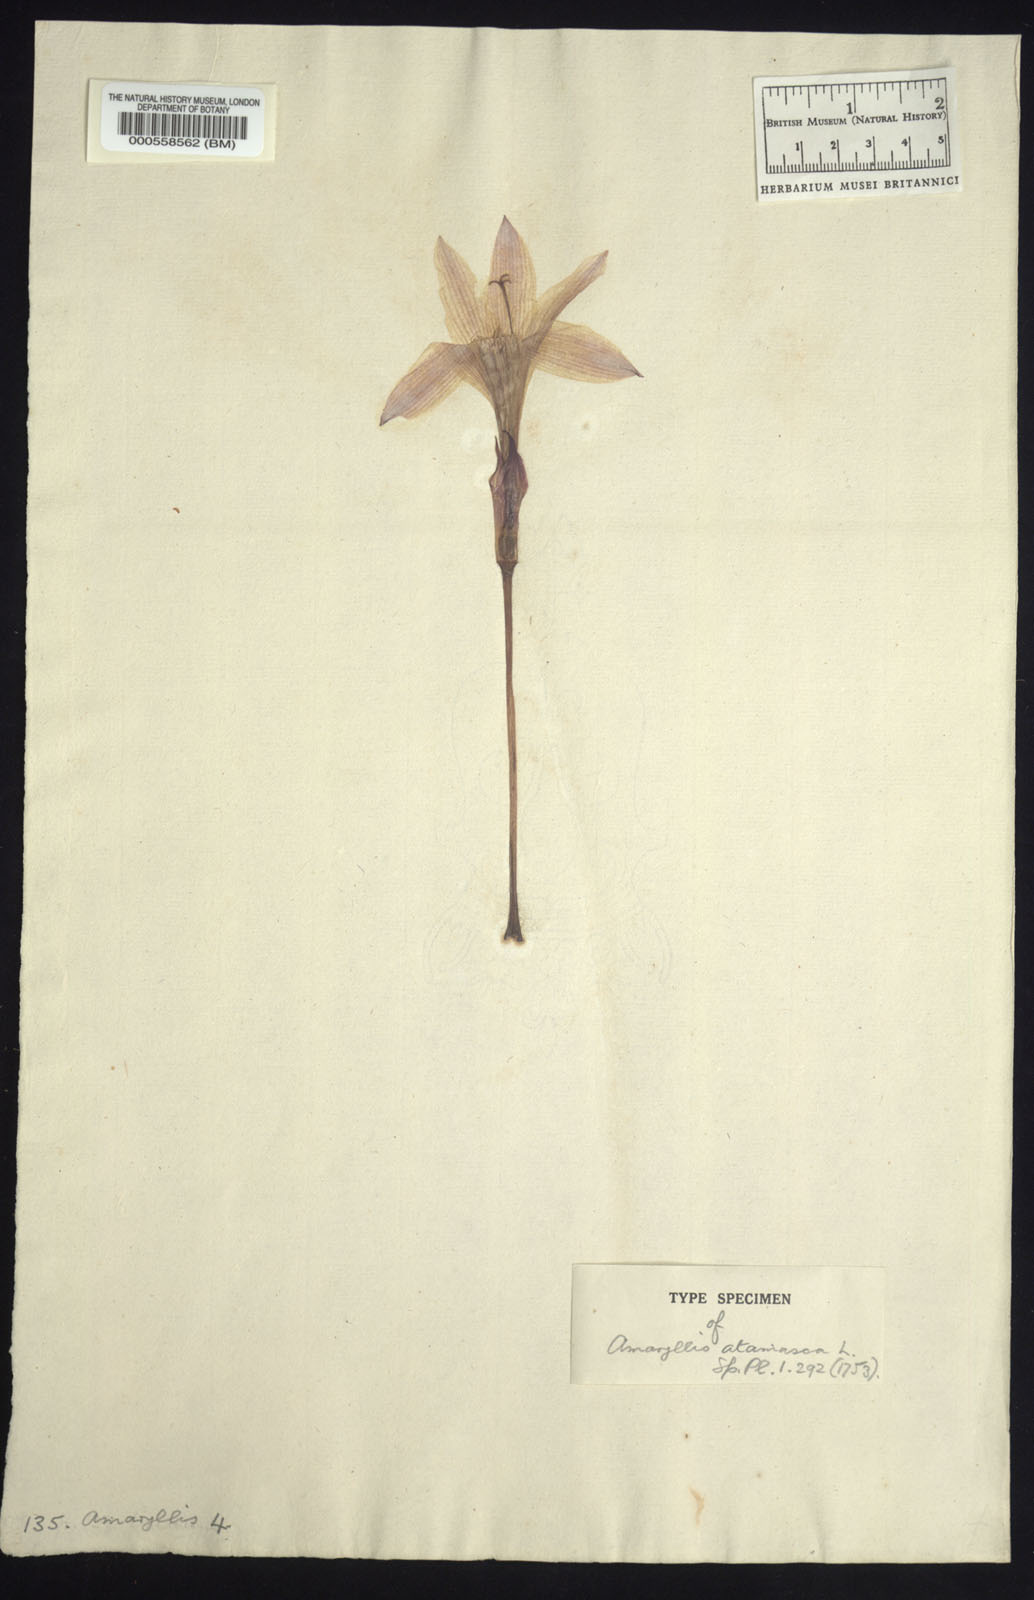 THE NATURAL HISTORY MUSEUM, LONDON
DEPARTMENT OF BOTANY
000558562 (BM)
1 2
BRITISH MUSEUM (NATURAL HISTORY)
1 2 3 4 5
HERBARIUM MUSEI BRITANNICI
TYPE SPECIMEN
of
Amaryllis atamasca L.
Sp. Pl. 1. 292 (1753).
135. Amaryllis 4